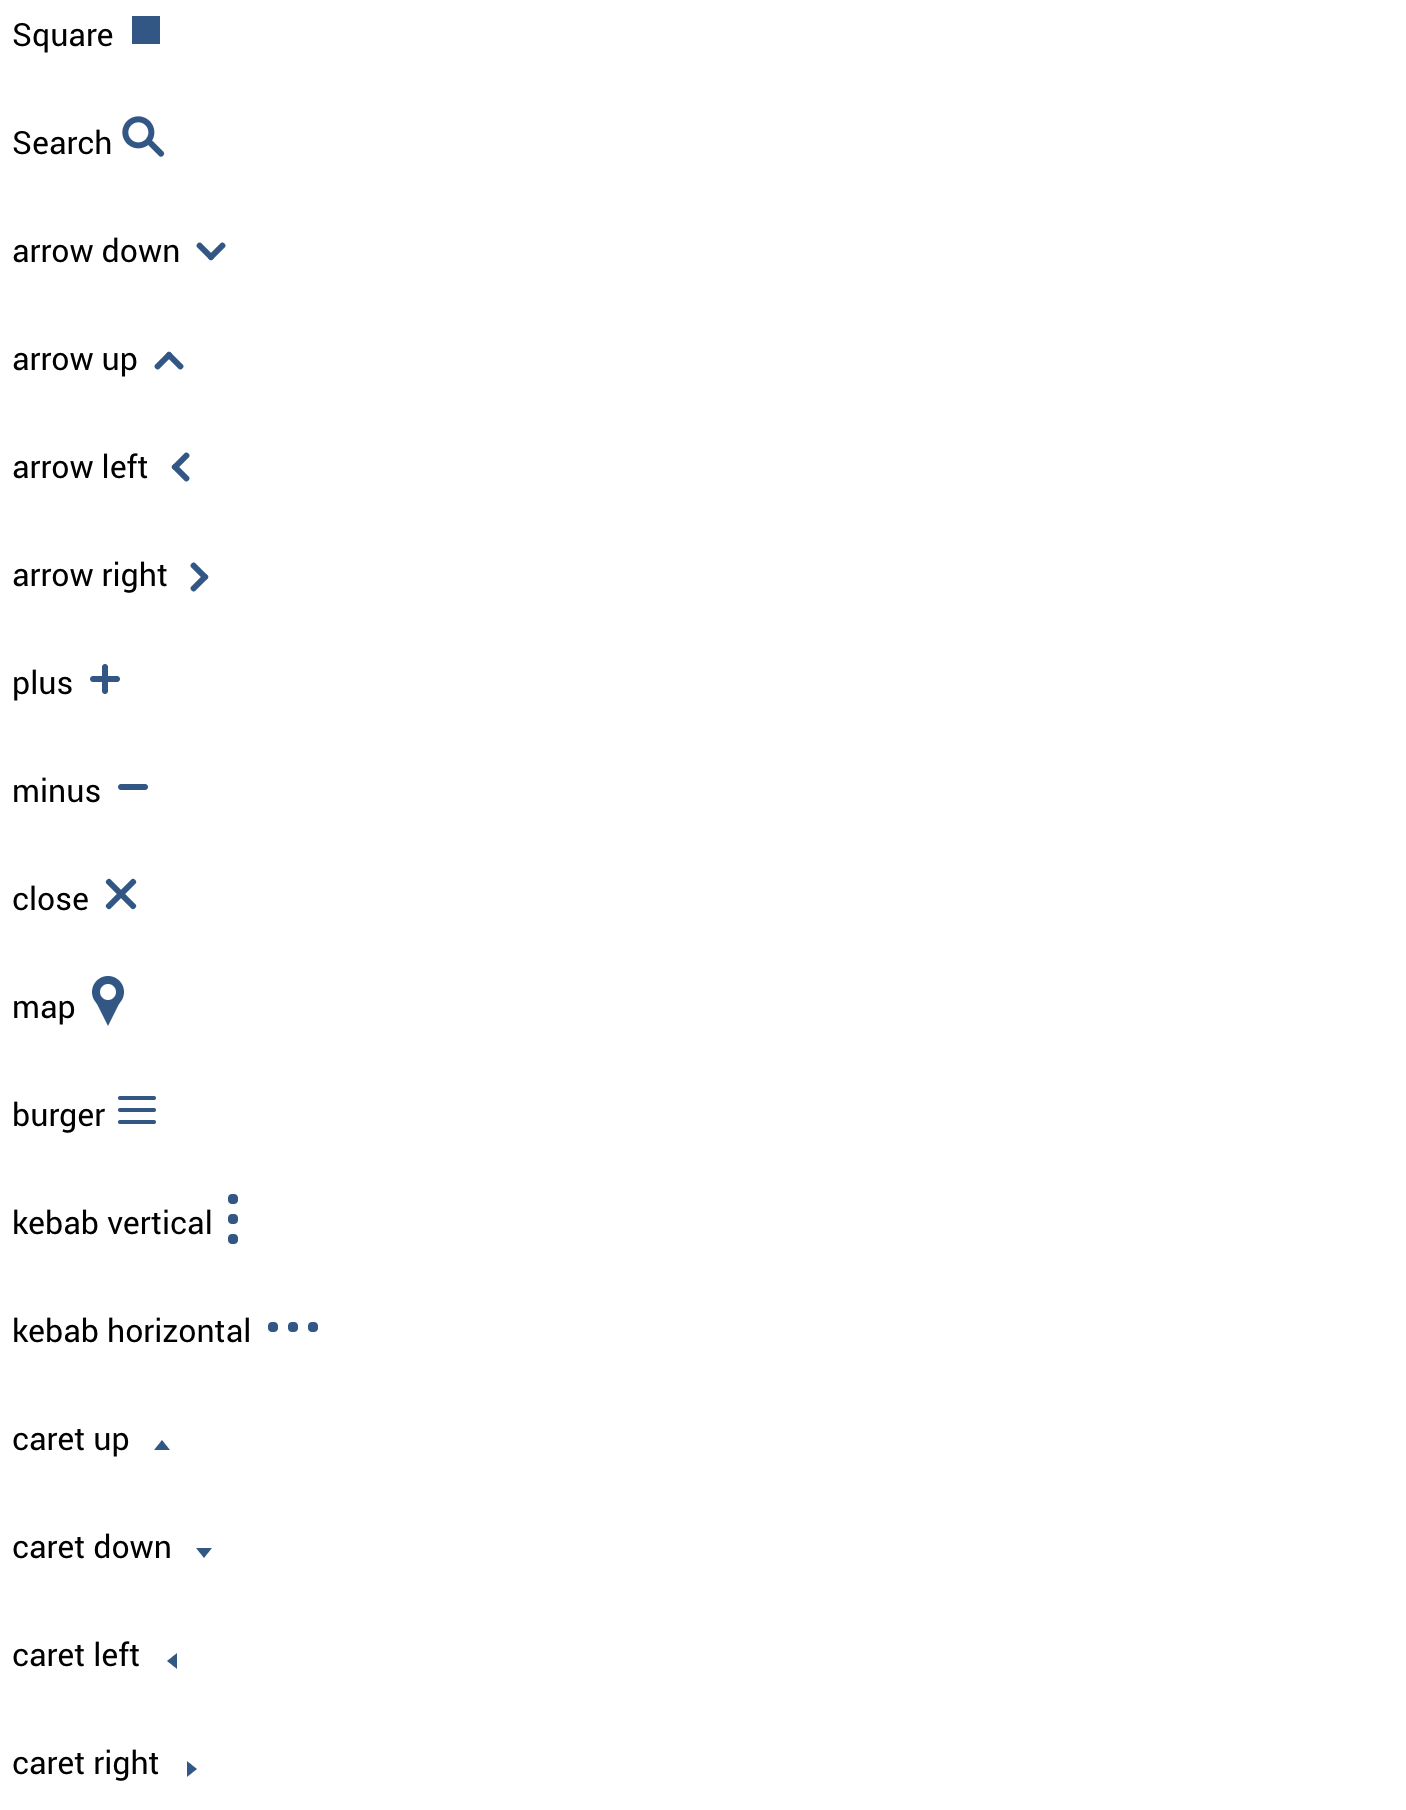 Square
Search
arrow down
arrow up
arrow left
arrow right
plus
minus
close
map
burger
kebab vertical
kebab horizontal
caret up
caret down
caret left
caret right